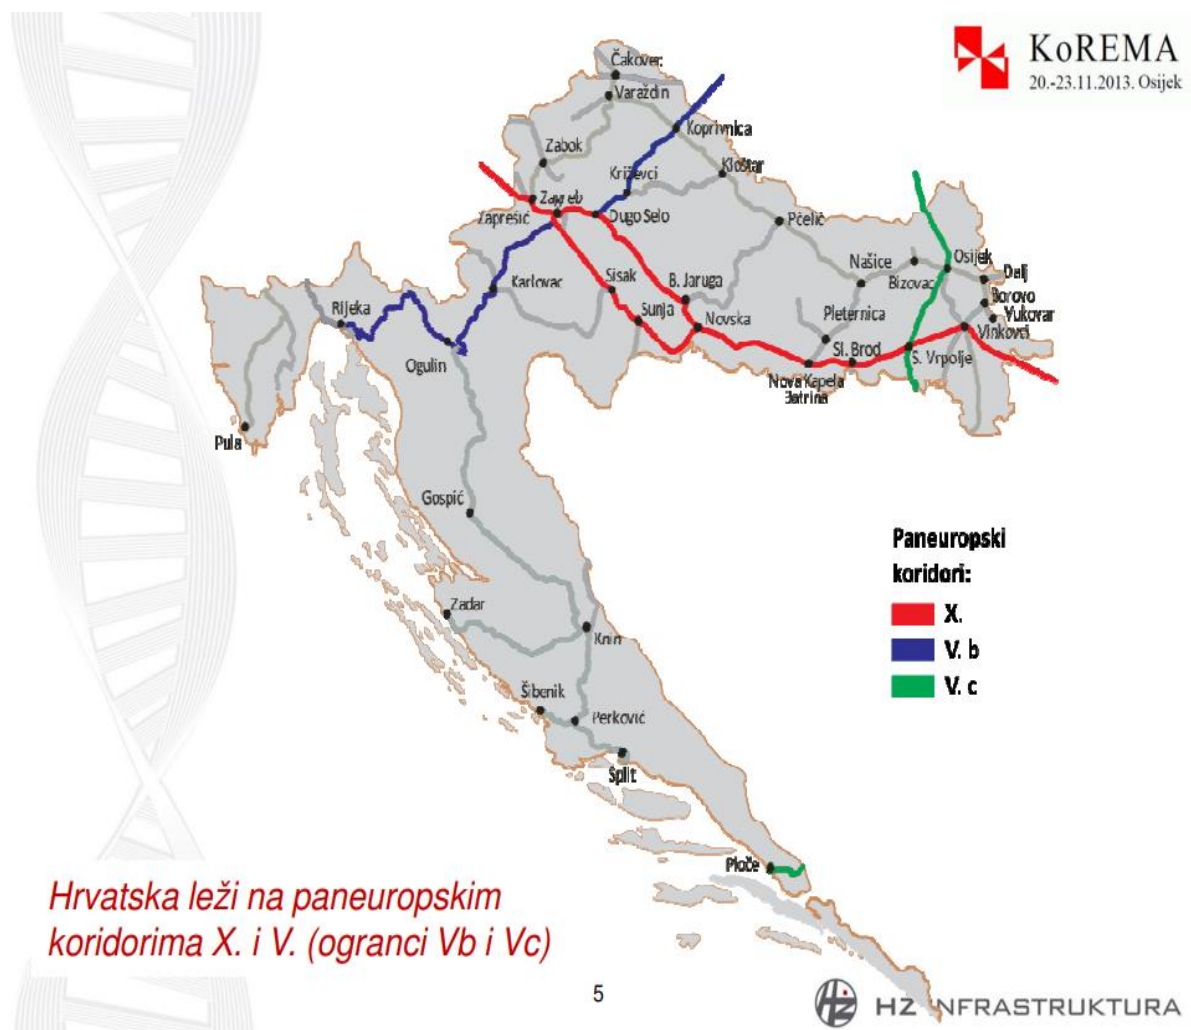 KoREMA
20.-23.11.2013. Osijek
Čakovec
Varaždin
Koprivnica
Zabok
Križevci
Kloštar
Zagreb
Zaprešić
Dugo Selo
Pčelić
Osijek
Našice
Bizovac
Dalj
Karlovac
Sisak
B. Jaruga
Borovo
Vukovar
Rijeka
Sunja
Novska
Pleternica
Vinkovci
Ogulin
Sl. Brod
S. Vrpolje
Nova Kapela
Batrina
Pula
Gospić
Paneuropski
koridori:
X.
V. b
V. c
Zadar
Knin
Šibenik
Perković
Split
Ploče
Hrvatska leži na paneuropskim
koridorima X. i V. (ogranci Vb i Vc)
5
HŽ INFRASTRUKTURA